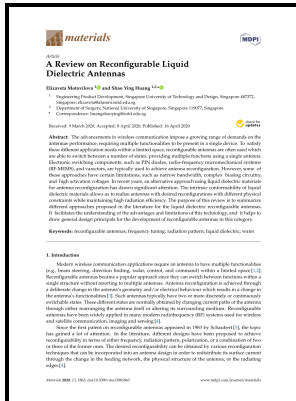 materials
MDPI
Article
A Review on Reconfigurable Liquid
Dielectric Antennas
Elizaveta Motovilova and Shao Ying Huang
Engineering Product Development, Singapore University of Technology and Design, Singapore 487372,
Singapore;
Department of Surgery, National University of Singapore, Singapore 119077, Singapore
Correspondence:
Received: 9 March 2020; Accepted: 8 April 2020; Published: 16 April 2020
check for
updates
Abstract: The advancements in wireless communication impose a growing range of demands on the
antennas performance, requiring multiple functionalities to be present in a single device. To satisfy
these different application needs within a limited space, reconfigurable antennas are often used which
are able to switch between a number of states, providing multiple functions using a single antenna.
Electronic switching components, such as PIN diodes, radio-frequency micromechanical systems
(RF-MEMS), and varactors, are typically used to achieve antenna reconfiguration. However, some of
these approaches have certain limitations, such as narrow bandwidth, complex biasing circuitry,
and high activation voltages. In recent years, an alternative approach using liquid dielectric materials
for antenna reconfiguration has drawn significant attention. The intrinsic conformability of liquid
dielectric materials allows us to realize antennas with desired reconfigurations with different physical
constraints while maintaining high radiation efficiency. The purpose of this review is to summarize
different approaches proposed in the literature for the liquid dielectric reconfigurable antennas.
It facilitates the understanding of the advantages and limitations of this technology, and it helps to
draw general design principles for the development of reconfigurable antennas in this category.
Keywords: reconfigurable antennas; frequency tuning; radiation pattern; liquid dielectric; water
1. Introduction
Modern wireless communication applications require an antenna to have multiple functionalities
(e.g., beam steering, direction finding, radar, control, and command) within a limited space[1,2].
Reconfigurable antennas became a popular approach since they can switch between functions within a
single structure without resorting to multiple antennas. Antenna reconfiguration is achieved through
a deliberate change in the antenna's geometry and/or electrical behaviour which results in a change in
the antenna's functionalities [3]. Such antennas typically have two or more discretely or continuously
switchable states. These different states are normally obtained by changing current paths of the antenna
through either rearranging the antenna itself or altering its surrounding medium. Reconfigurable
antennas have been widely applied in many modern radiofrequency (RF) systems used for wireless
and satellite communication, imaging and sensing[4].
Since the first patent on reconfigurable antennas appeared in 1983 by Schaubert [5], the topic
has gained a lot of attention. In the literature, different designs have been proposed to achieve
reconfigurability in terms of either frequency, radiation pattern, polarization, or a combination of two
or three of the former ones. The desired reconfigurability can be obtained by various reconfiguration
techniques that can be incorporated into an antenna design in order to redistribute its surface current
through the change in the feeding network, the physical structure of the antenna, or the radiating
edges[4].
Materials 2020,
www.mdpi.com/journal/materials